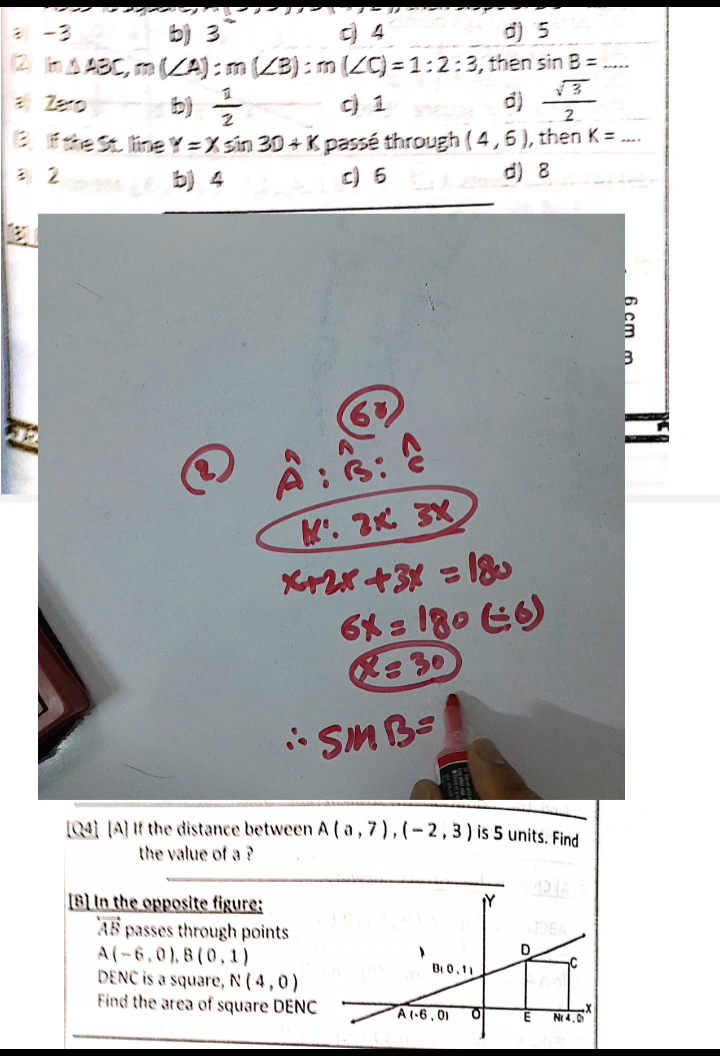 a) -3 b) 3 c) 4 d) 5
(2) In Δ ABC, m (∠A) : m (∠B) : m (∠C) = 1 : 2 : 3, then sin B = .....
a) Zero b) 1/2 c) 1 d) √3/2
(3) If the St. line Y = X sin 30 + K passé through ( 4 , 6 ), then K = ....
a) 2 b) 4 c) 6 d) 8
6 cm
(2) Â : B̂ : Ĉ
: 2x : 3x
x+2x+3x = 180
6x = 180 (÷6)
x = 30
∴ sin B =
[Q4] [A] If the distance between A ( a , 7 ) , ( – 2 , 3 ) is 5 units. Find
the value of a ?
[B] In the opposite figure:
AB passes through points
A ( – 6 , 0 ) , B ( 0 , 1 )
DENC is a square, N ( 4 , 0 )
Find the area of square DENC
Y
D
C
B( 0 , 1 )
A (-6 , 0)
O
E
N( 4 , 0)
X